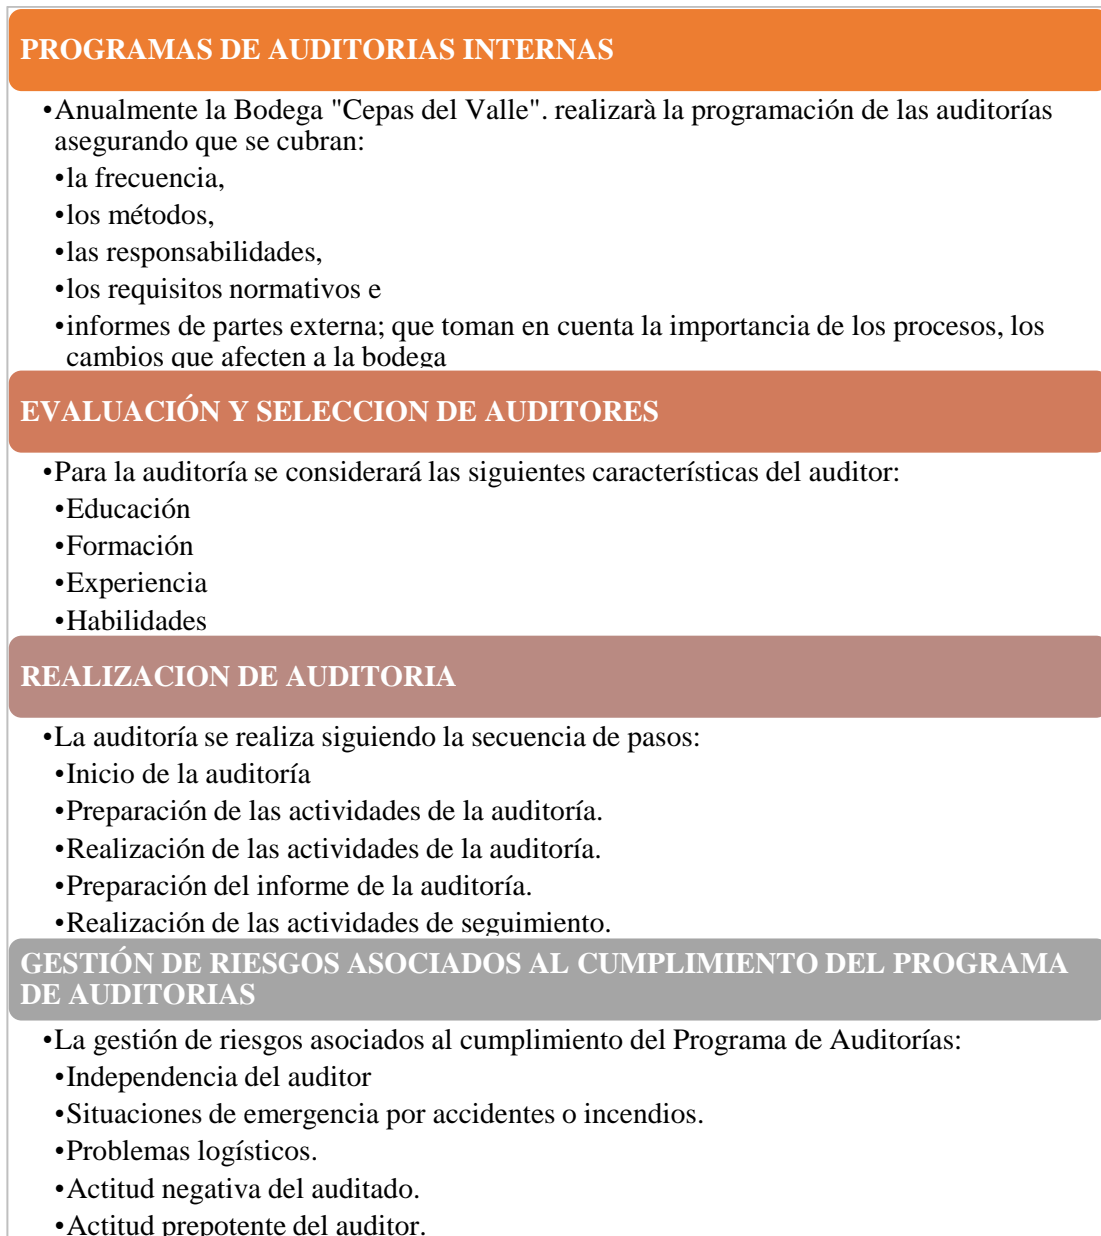 PROGRAMAS DE AUDITORIAS INTERNAS
•Anualmente la Bodega "Cepas del Valle". realizarà la programación de las auditorías
asegurando que se cubran:
•la frecuencia,
•los métodos,
•las responsabilidades,
•los requisitos normativos e
•informes de partes externa; que toman en cuenta la importancia de los procesos, los
cambios que afecten a la bodega
EVALUACIÓN Y SELECCION DE AUDITORES
•Para la auditoría se considerará las siguientes características del auditor:
•Educación
•Formación
•Experiencia
•Habilidades
REALIZACION DE AUDITORIA
•La auditoría se realiza siguiendo la secuencia de pasos:
•Inicio de la auditoría
•Preparación de las actividades de la auditoría.
•Realización de las actividades de la auditoría.
•Preparación del informe de la auditoría.
•Realización de las actividades de seguimiento.
GESTIÓN DE RIESGOS ASOCIADOS AL CUMPLIMIENTO DEL PROGRAMA
DE AUDITORIAS
•La gestión de riesgos asociados al cumplimiento del Programa de Auditorías:
•Independencia del auditor
•Situaciones de emergencia por accidentes o incendios.
•Problemas logísticos.
•Actitud negativa del auditado.
•Actitud prepotente del auditor.